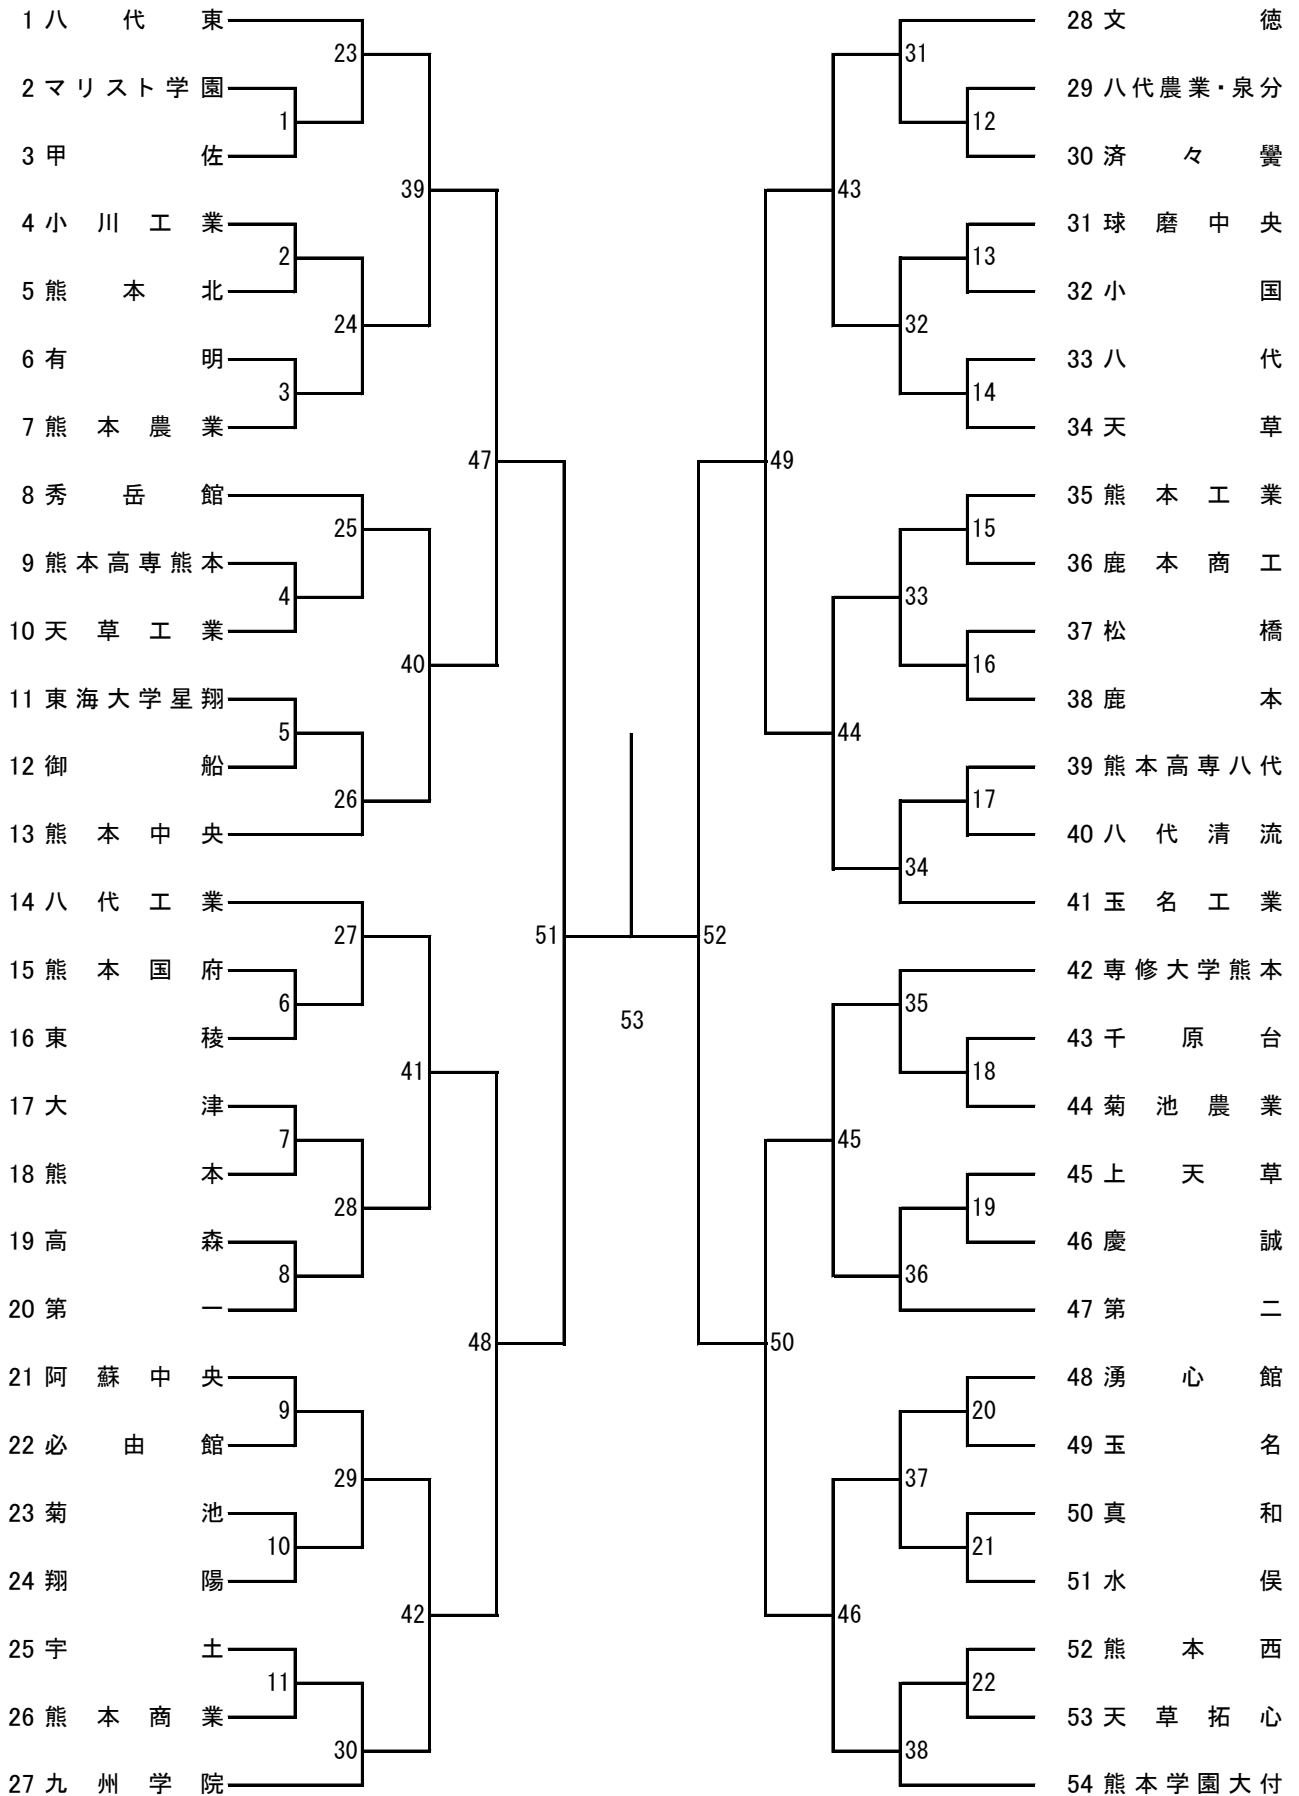 1 八代東
23
2 マリスト学園
1
3 甲佐
39
4 小川工業
2
5 熊本北
24
6 有明
3
7 熊本農業
47
8 秀岳館
25
9 熊本高専熊本
4
10 天草工業
40
11 東海大学星翔
5
12 御船
26
13 熊本中央
14 八代工業
27
51
15 熊本国府
6
16 東稜
41
17 大津
7
18 熊本
28
19 高森
8
20 第一
48
21 阿蘇中央
9
22 必由館
29
23 菊池
10
24 翔陽
42
25 宇土
11
26 熊本商業
30
27 九州学院
53
28 文徳
31
29 八代農業・泉分
12
30 済々黌
43
31 球磨中央
13
32 小国
32
33 八代
14
34 天草
49
35 熊本工業
15
36 鹿本商工
33
37 松橋
16
38 鹿本
44
39 熊本高専八代
17
40 八代清流
34
41 玉名工業
52
42 専修大学熊本
35
43 千原台
18
44 菊池農業
45
45 上天草
19
46 慶誠
36
47 第二
50
48 湧心館
20
49 玉名
37
50 真和
21
51 水俣
46
52 熊本西
22
53 天草拓心
38
54 熊本学園大付